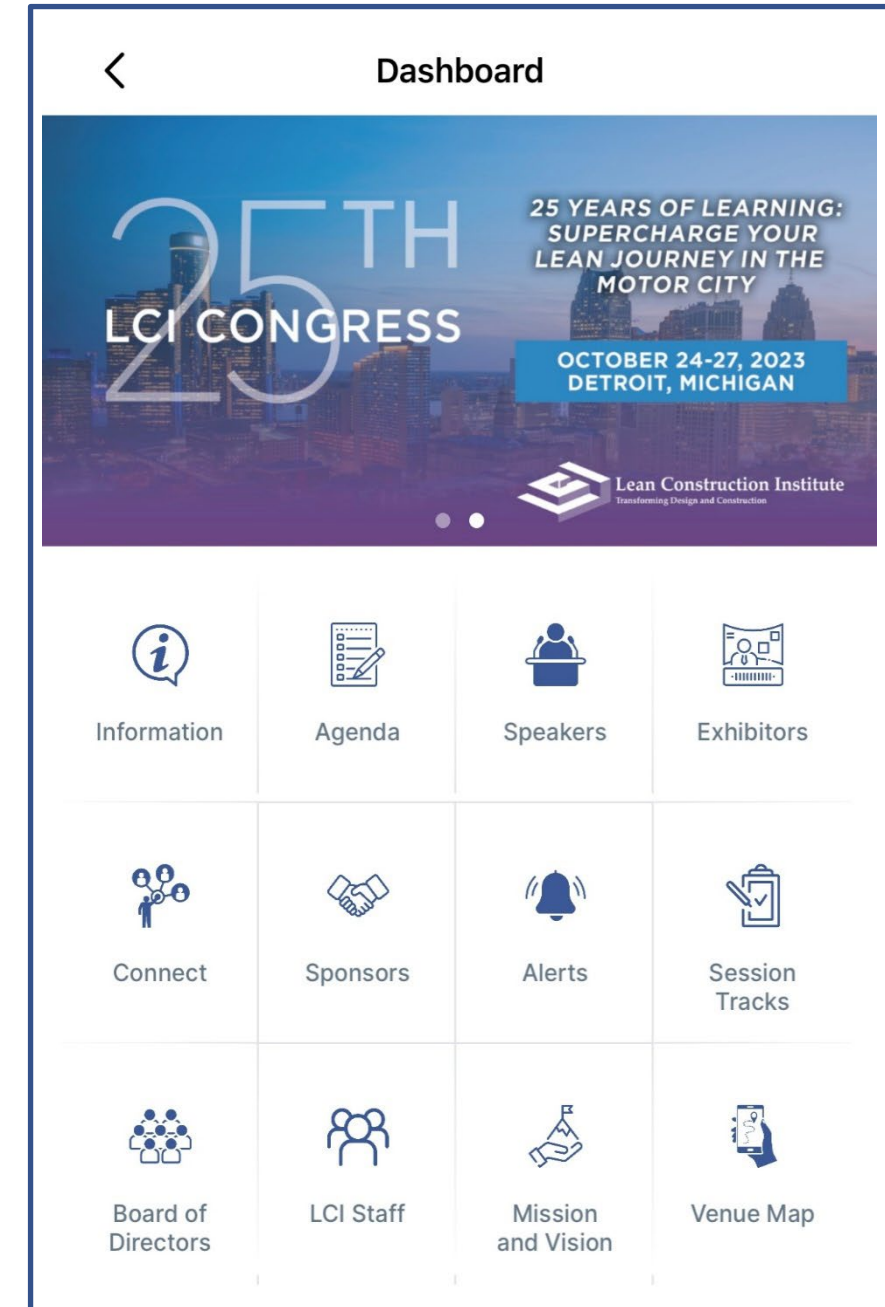 Dashboard
25TH
LCI CONGRESS
25 YEARS OF LEARNING:
SUPERCHARGE YOUR
LEAN JOURNEY IN THE
MOTOR CITY
OCTOBER 24-27, 2023
DETROIT, MICHIGAN
Lean Construction Institute
Transforming Design and Construction
Information
Agenda
Speakers
Exhibitors
Connect
Sponsors
Alerts
Session
Tracks
Board of
Directors
LCI Staff
Mission
and Vision
Venue Map